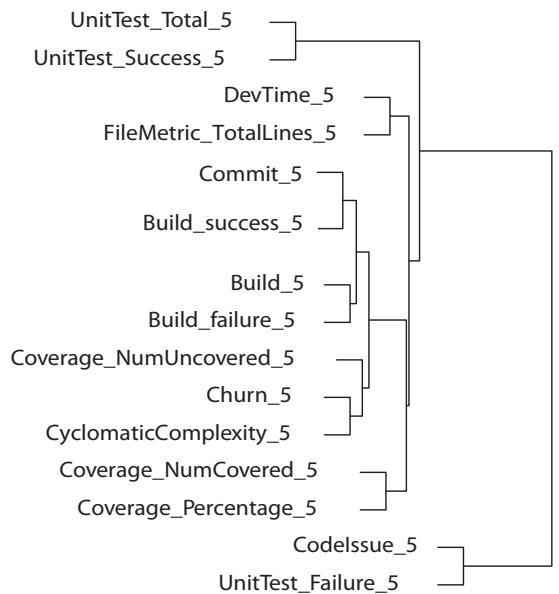 UnitTest_Total_5
UnitTest_Success_5
DevTime_5
FileMetric_TotalLines_5
Commit_5
Build_success_5
Build_5
Build_failure_5
Coverage_NumUncovered_5
Churn_5
CyclomaticComplexity_5
Coverage_NumCovered_5
Coverage_Percentage_5
CodeIssue_5
UnitTest_Failure_5